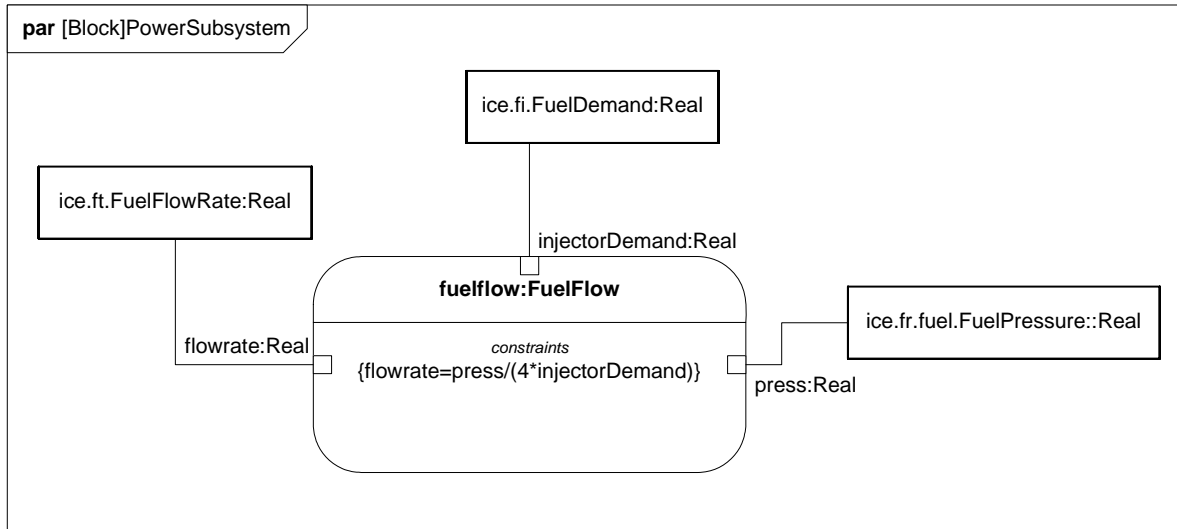 par [Block]PowerSubsystem
ice.fi.FuelDemand:Real
ice.ft.FuelFlowRate:Real
injectorDemand:Real
fuelflow:FuelFlow
ice.fr.fuel.FuelPressure::Real
flowrate:Real
constraints
{flowrate=press/(4*injectorDemand)}
press:Real